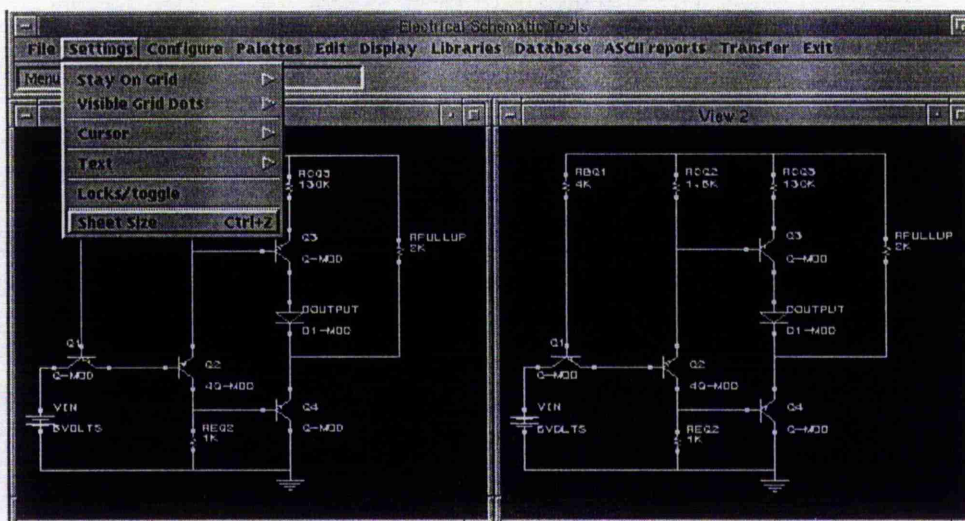 Electrical Schematic Tools
File Settings Configure Palettes Edit Display Libraries Database ASCII reports Transfer Exit
Menu
Stay On Grid
Visible Grid Dots
Cursor
Text
Locks/toggle
Sheet Size Ctrl+Z
RCQ3
130K
Q3
Q-MOD
RPULLUP
2K
DOUTPUT
D1-MOD
Q1
Q-MOD
Q2
4Q-MOD
VIN
5VOLTS
REQ2
1K
Q4
Q-MOD
View 2
RBQ1
4K
RCQ2
1.6K
RCQ3
130K
Q3
Q-MOD
RPULLUP
2K
DOUTPUT
D1-MOD
Q1
Q-MOD
Q2
4Q-MOD
VIN
5VOLTS
REQ2
1K
Q4
Q-MOD